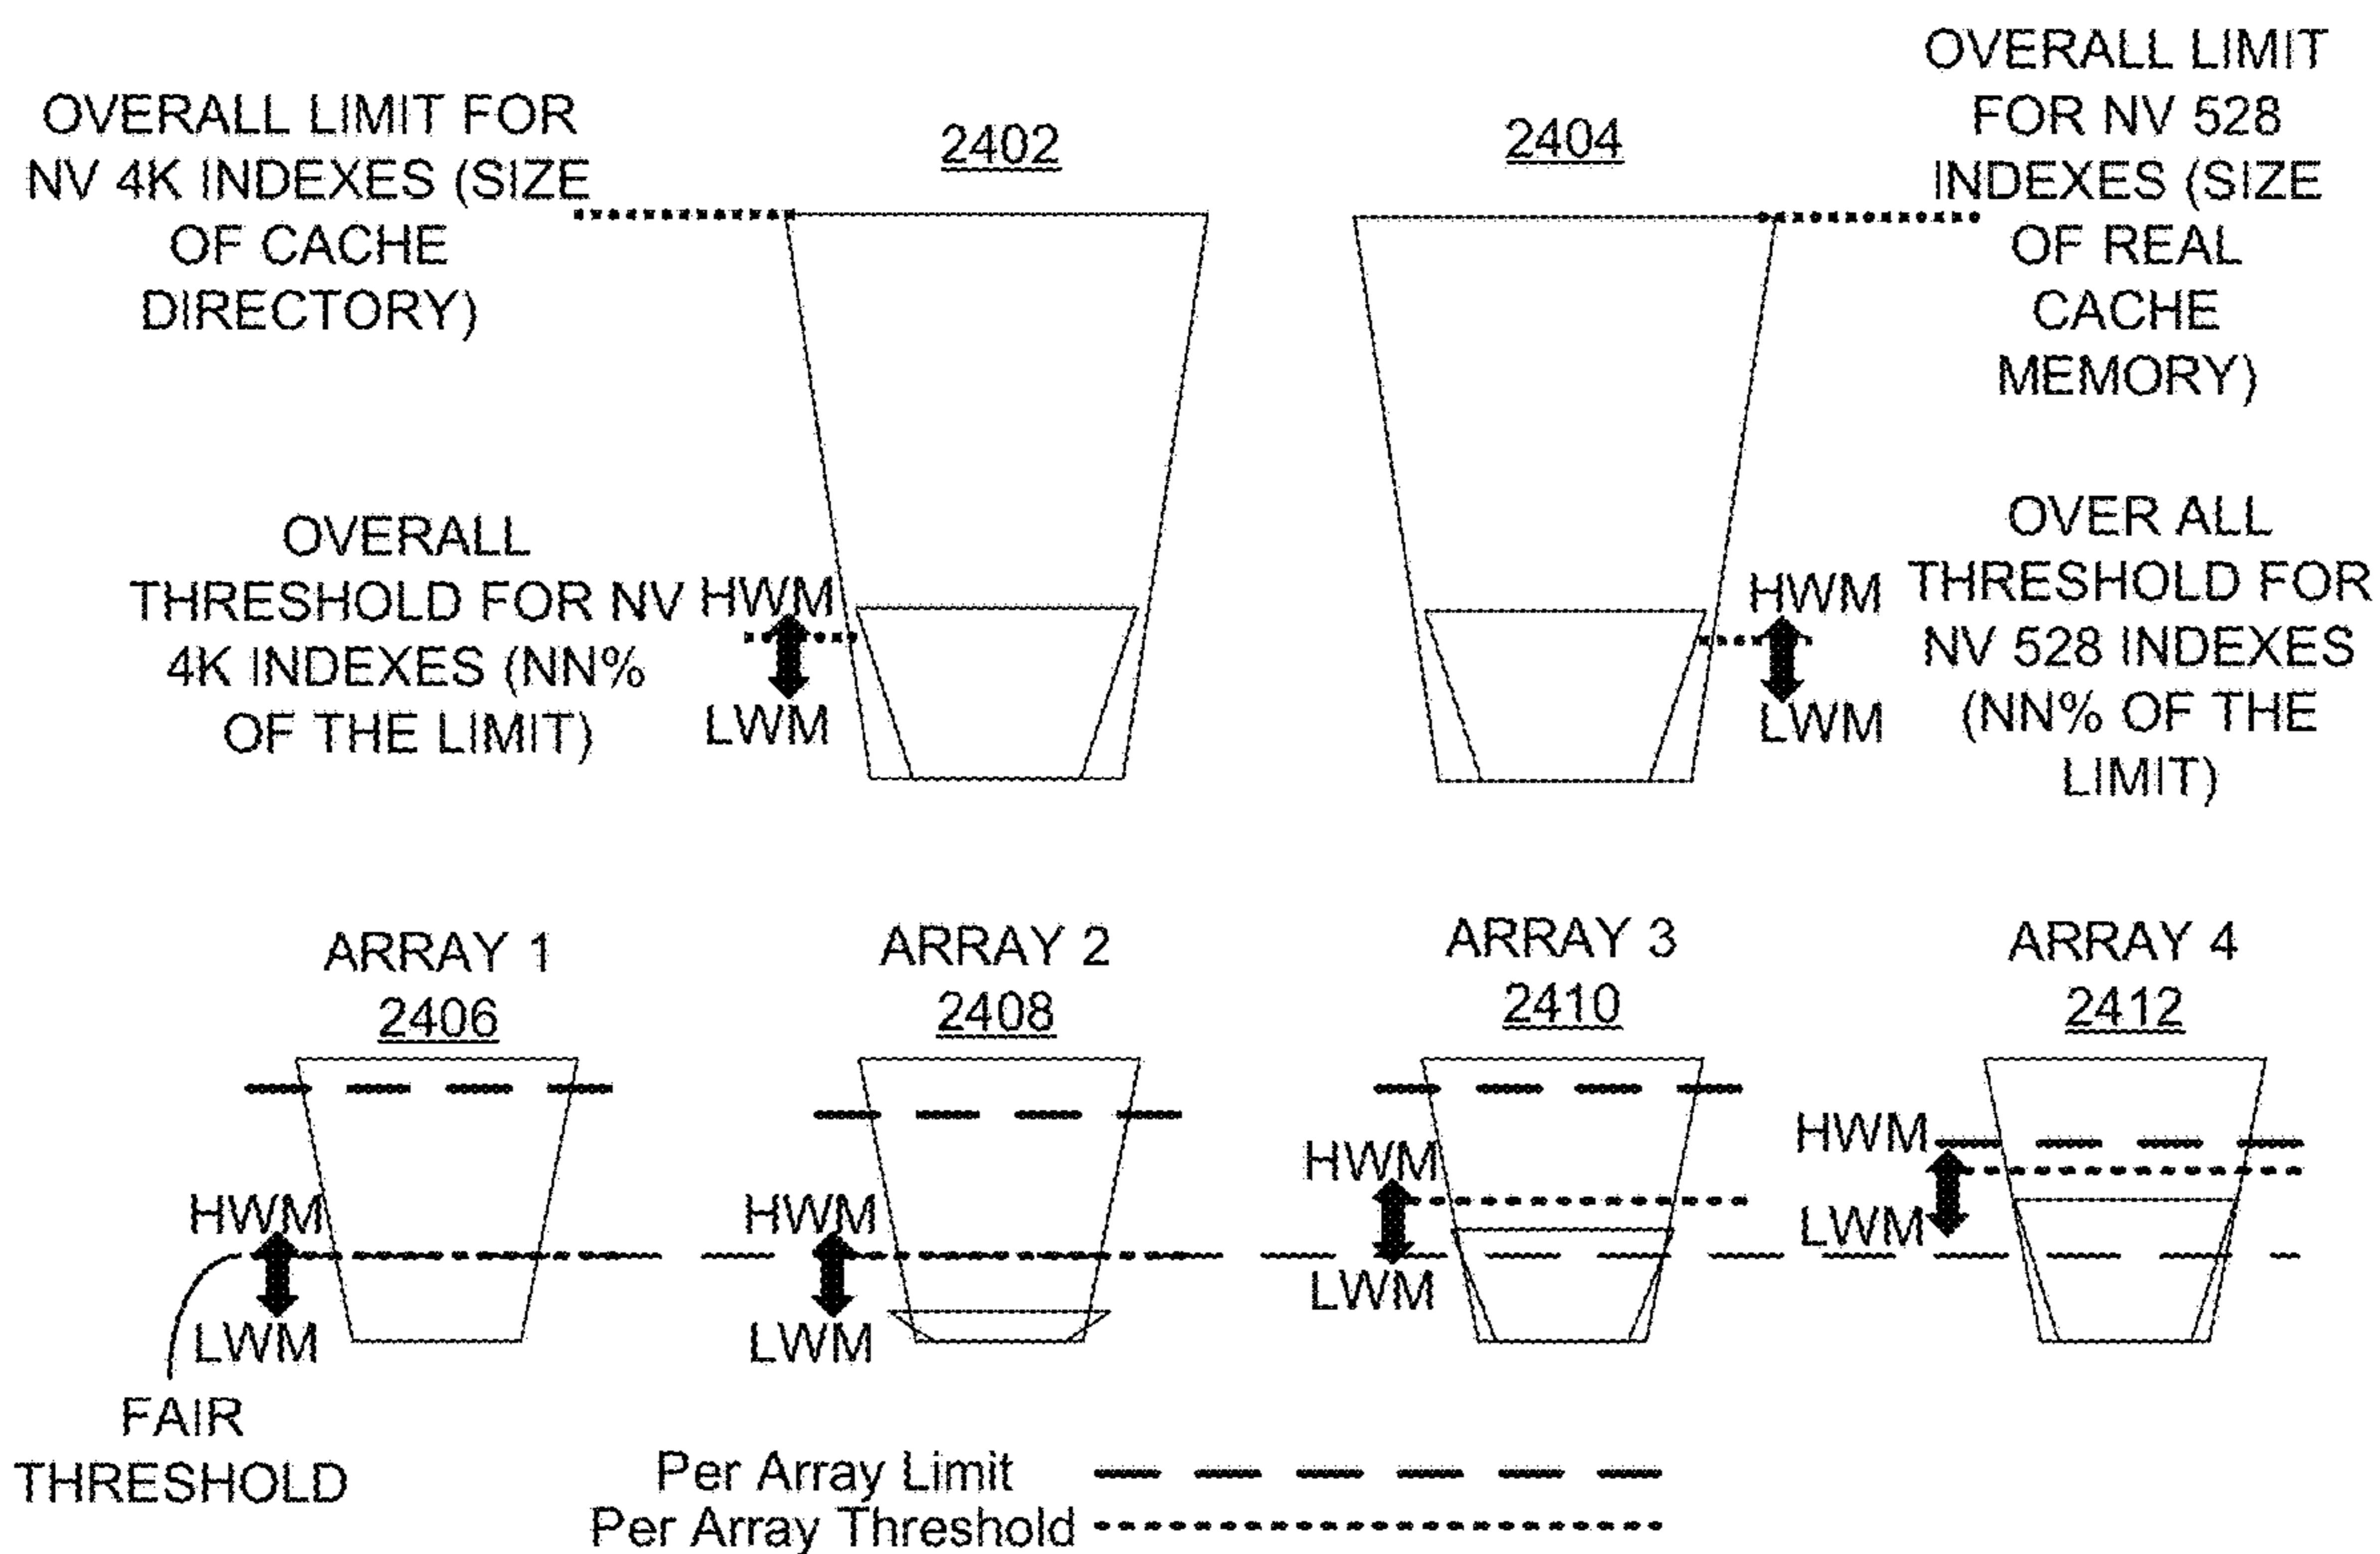 OVERALL LIMIT FOR
NV 4K INDEXES (SIZE
OF CACHE
DIRECTORY)
2402
2404
OVERALL LIMIT
FOR NV 528
INDEXES (SIZE
OF REAL
CACHE
MEMORY)
OVERALL
THRESHOLD FOR NV
4K INDEXES (NN%
OF THE LIMIT)
HWM
LWM
HWM
LWM
OVER ALL
THRESHOLD FOR
NV 528 INDEXES
(NN% OF THE
LIMIT)
ARRAY 1
2406
ARRAY 2
2408
ARRAY 3
2410
ARRAY 4
2412
HWM
LWM
HWM
LWM
HWM
LWM
HWM
LWM
FAIR
THRESHOLD
Per Array Limit
Per Array Threshold